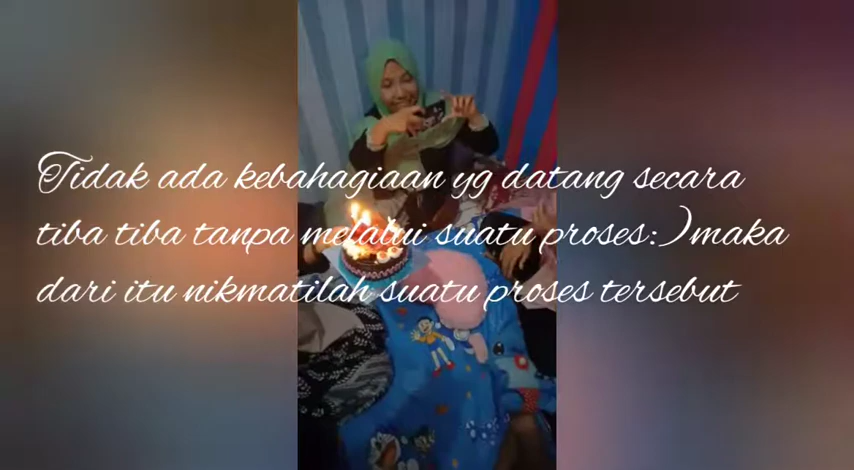 Tidak ada kebahagiaan yg datang secara
tiba tiba tanpa melalui suatu proses:)maka
dari itu nikmatilah suatu proses tersebut